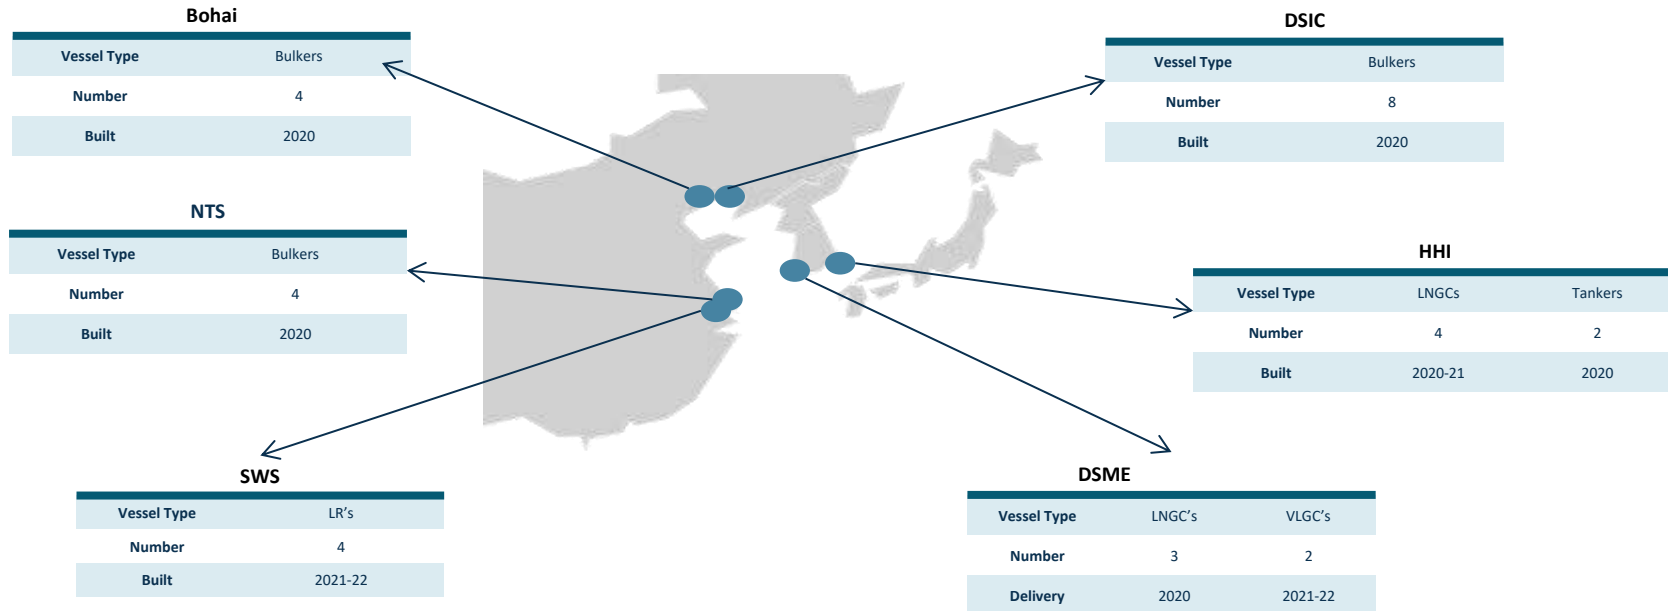 Bohai
Vessel Type Bulkers
Number 4
Built 2020
DSIC
Vessel Type Bulkers
Number 8
Built 2020
NTS
Vessel Type Bulkers
Number 4
Built 2020
HHI
Vessel Type LNGCs Tankers
Number 4 2
Built 2020-21 2020
SWS
Vessel Type LR’s
Number 4
Built 2021-22
DSME
Vessel Type LNGC’s VLGC’s
Number 3 2
Delivery 2020 2021-22